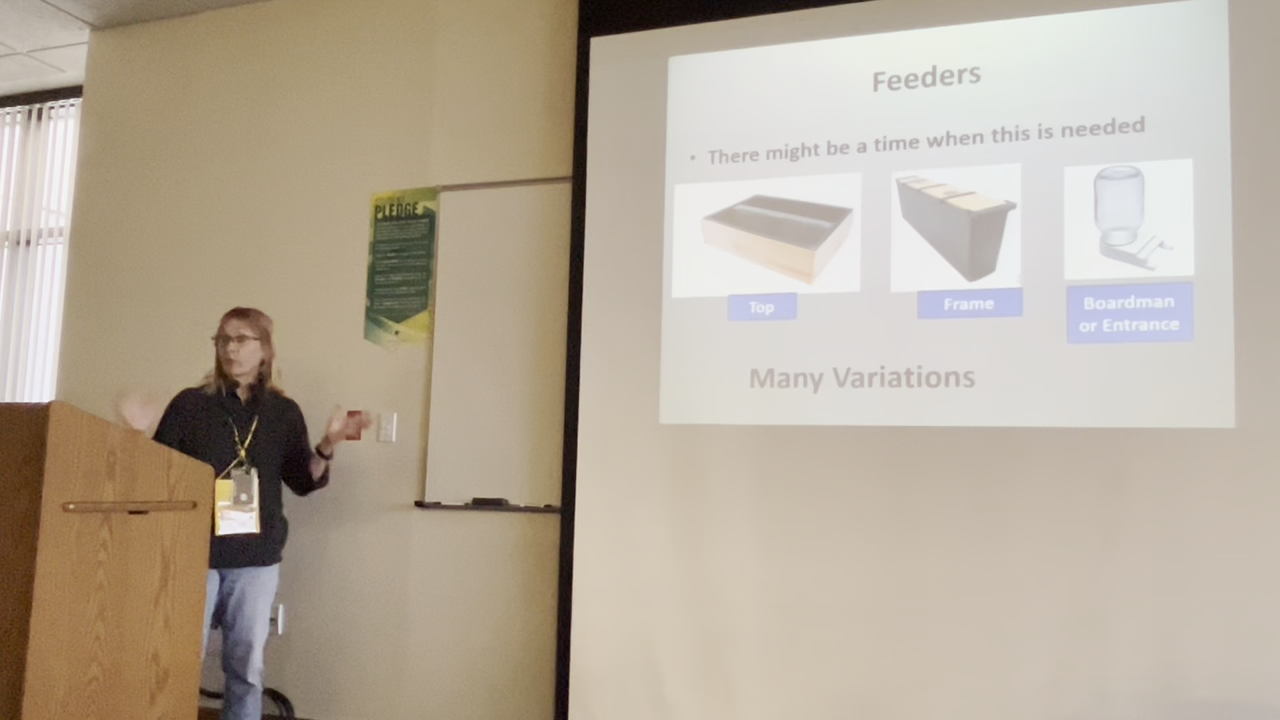 PLEDGE
Feeders
• There might be a time when this is needed
Top
Frame
Boardman
or Entrance
Many Variations